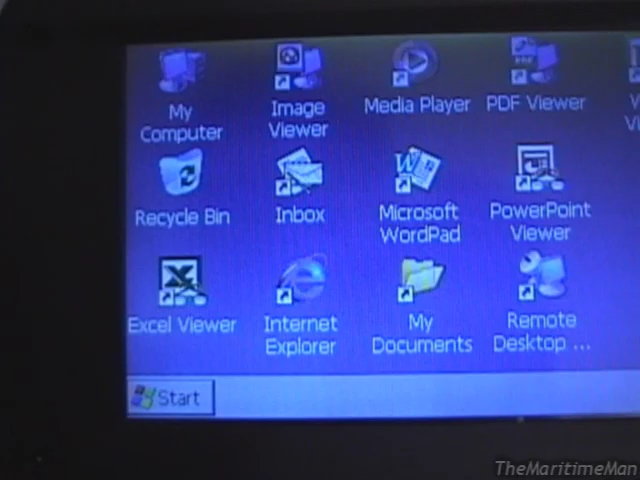 My
Computer
Image
Viewer
Media Player
PDF Viewer
Recycle Bin
Inbox
Microsoft
WordPad
PowerPoint
Viewer
Excel Viewer
Internet
Explorer
My
Documents
Remote
Desktop ...
Start
TheMaritimeMan